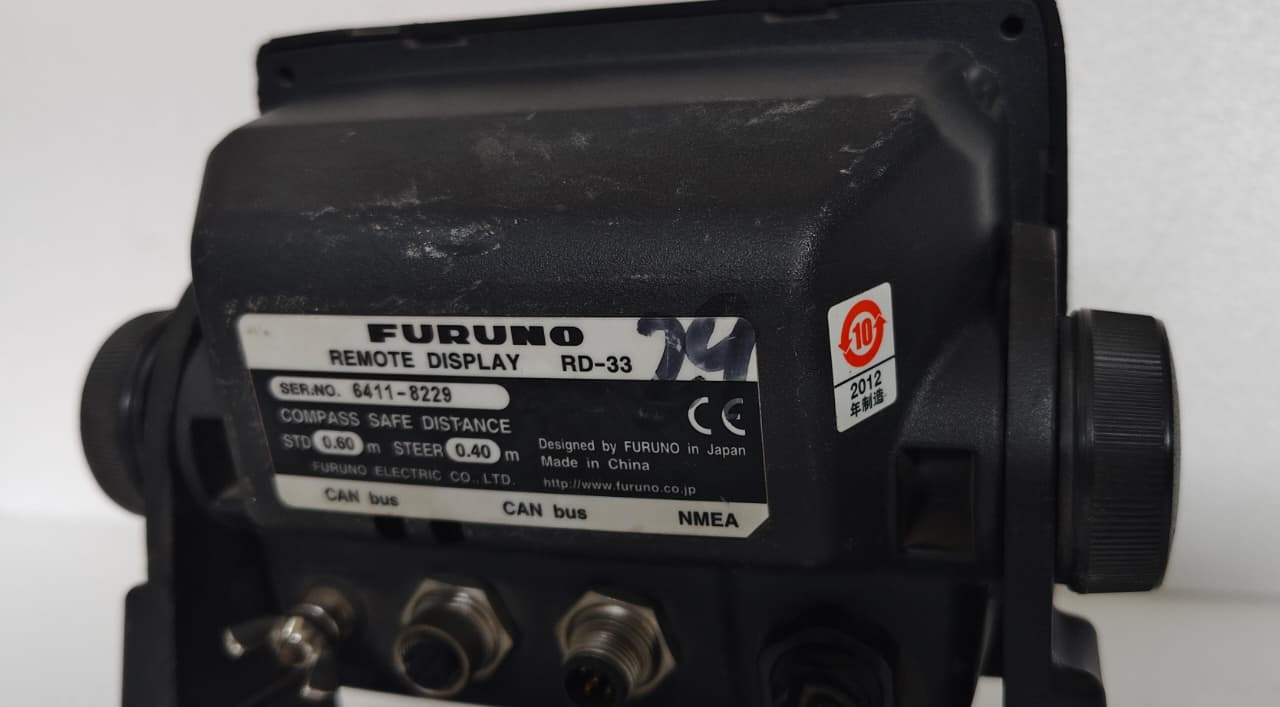 FURUNO
REMOTE DISPLAY RD-33
SER.NO. 6411-8229
COMPASS SAFE DISTANCE
STD 0.60 m STEER 0.40 m
FURUNO ELECTRIC CO., LTD.
CE
Designed by FURUNO in Japan
Made in China
http://www.furuno.co.jp
CAN bus CAN bus NMEA
10
2012
年制造